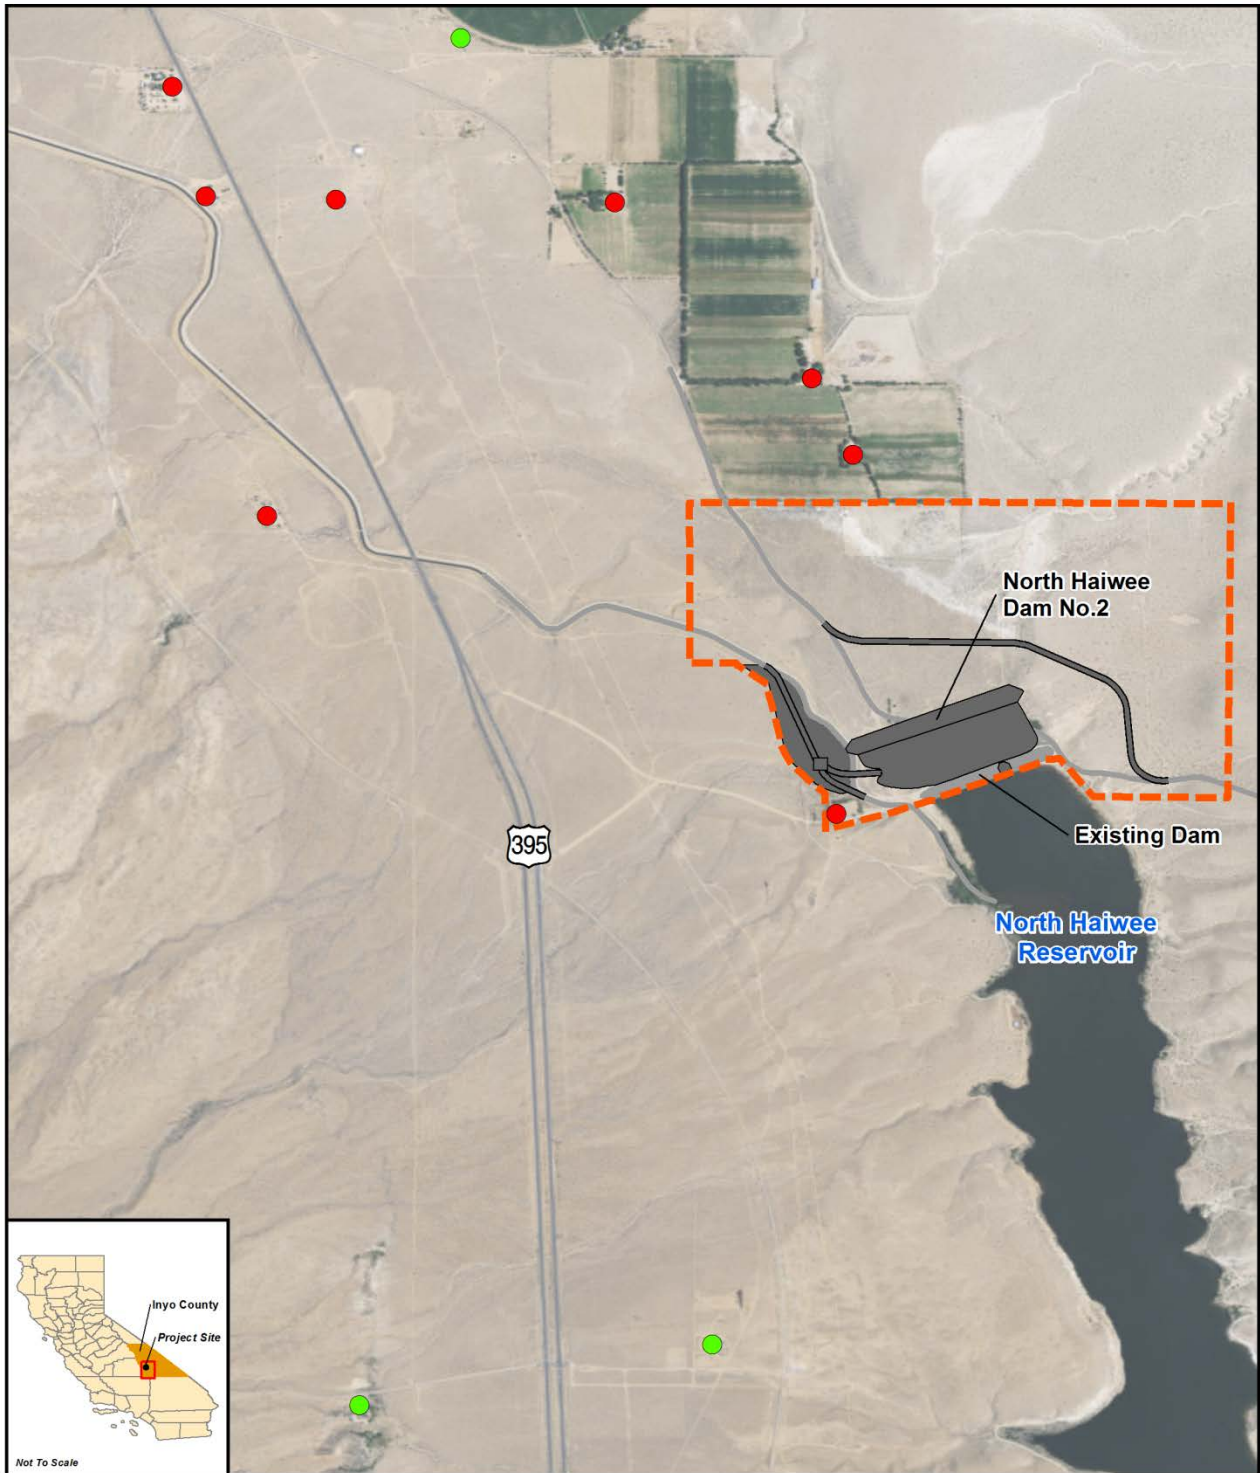 North Haiwee
Dam No.2
395
Existing Dam
North Haiwee
Reservoir
Inyo County
Project Site
Not To Scale